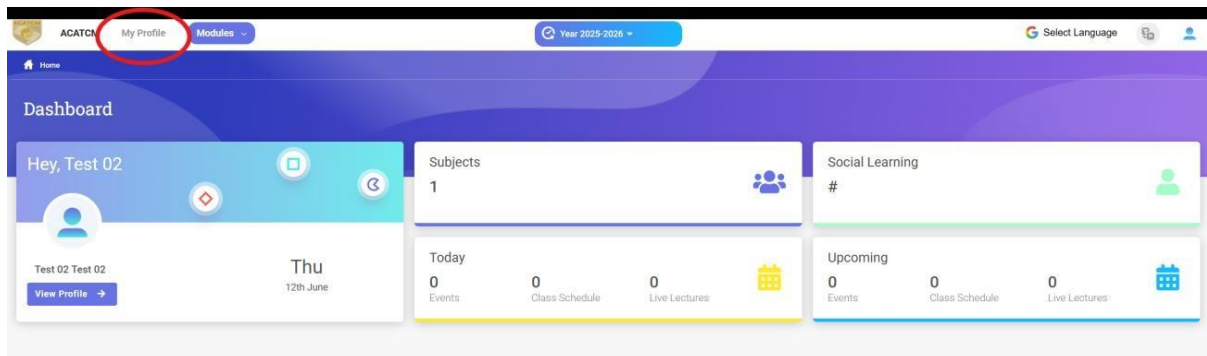 ACATCM My Profile Modules Year 2025-2026 Select Language
Home
Dashboard
Hey, Test 02
Test 02 Test 02
View Profile
Thu
12th June
Subjects
1
Social Learning
#
Today
0 0 0
Events Class Schedule Live Lectures
Upcoming
0 0 0
Events Class Schedule Live Lectures